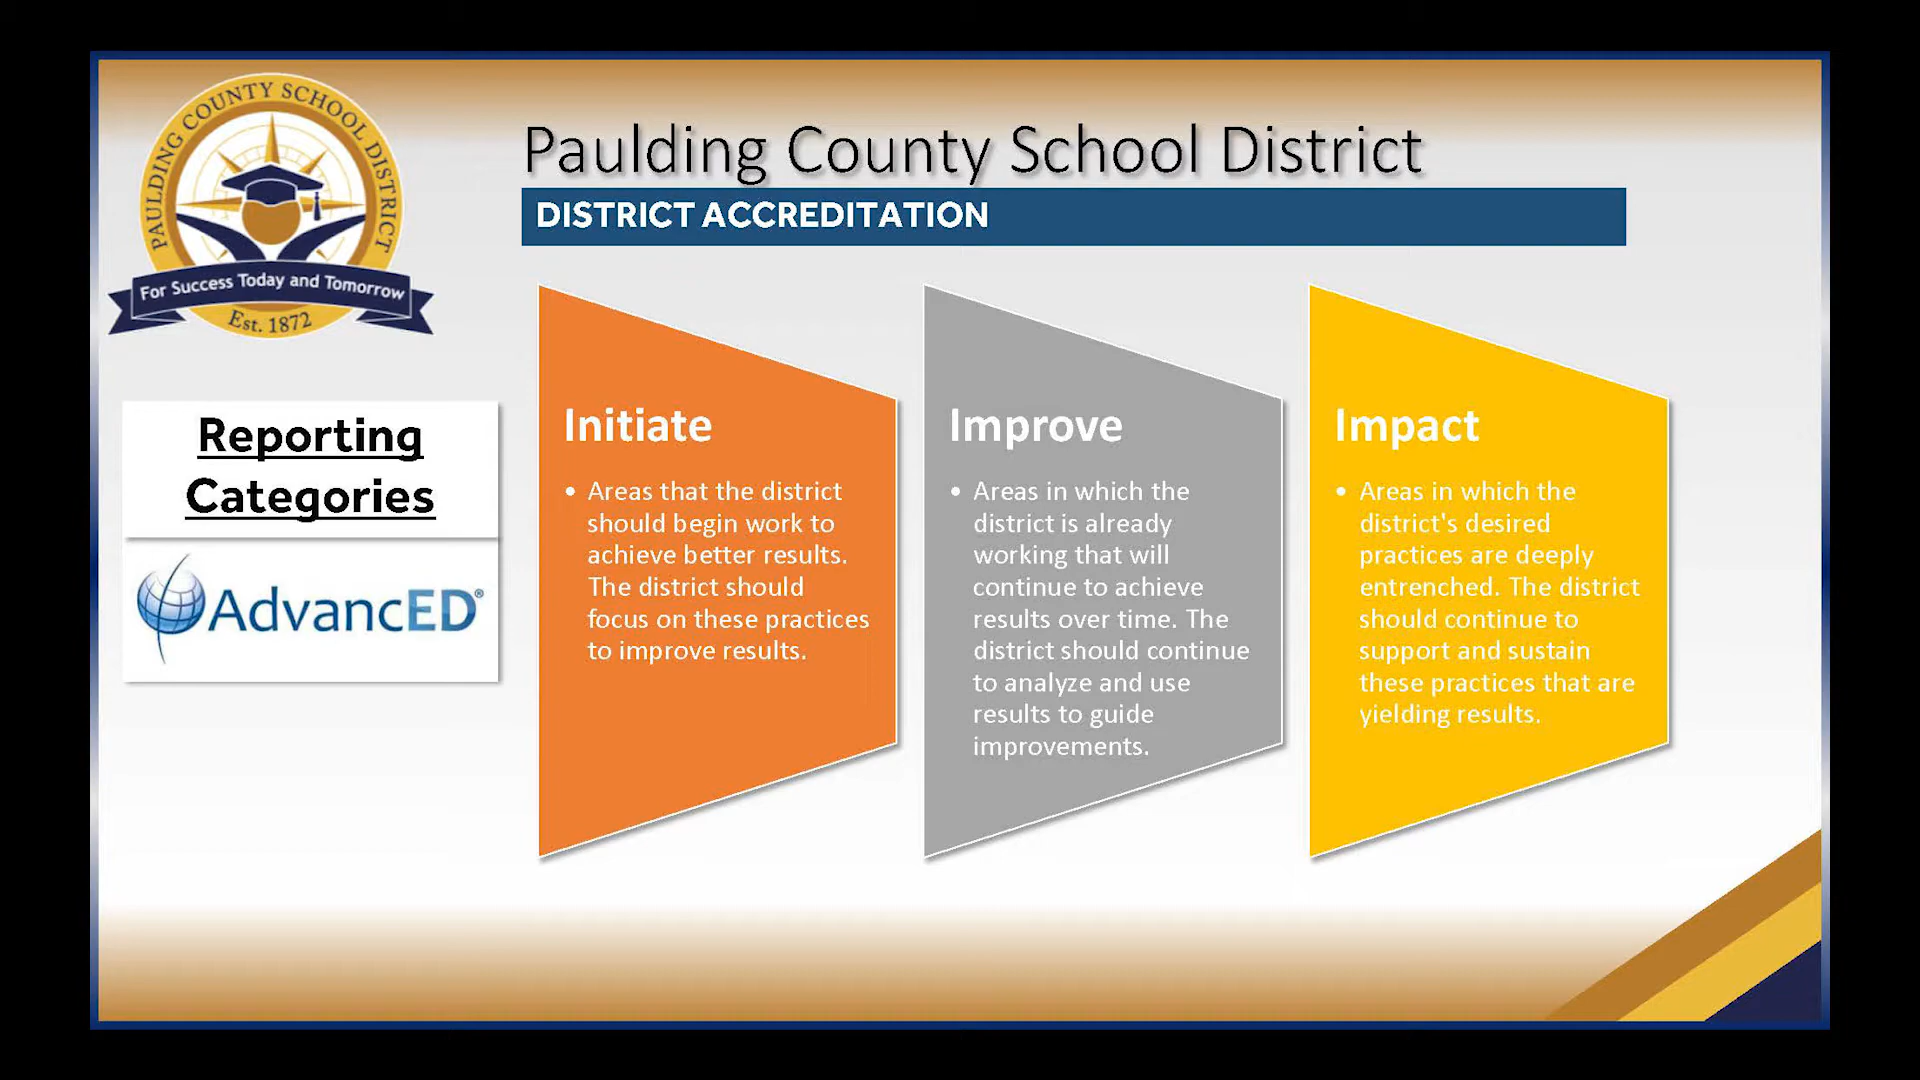 PAULDING COUNTY SCHOOL DISTRICT
For Success Today and Tomorrow
Est. 1872
Paulding County School District
DISTRICT ACCREDITATION
Reporting
Categories
AdvancED®
Initiate
• Areas that the district
should begin work to
achieve better results.
The district should
focus on these practices
to improve results.
Improve
• Areas in which the
district is already
working that will
continue to achieve
results over time. The
district should continue
to analyze and use
results to guide
improvements.
Impact
• Areas in which the
district's desired
practices are deeply
entrenched. The district
should continue to
support and sustain
these practices that are
yielding results.